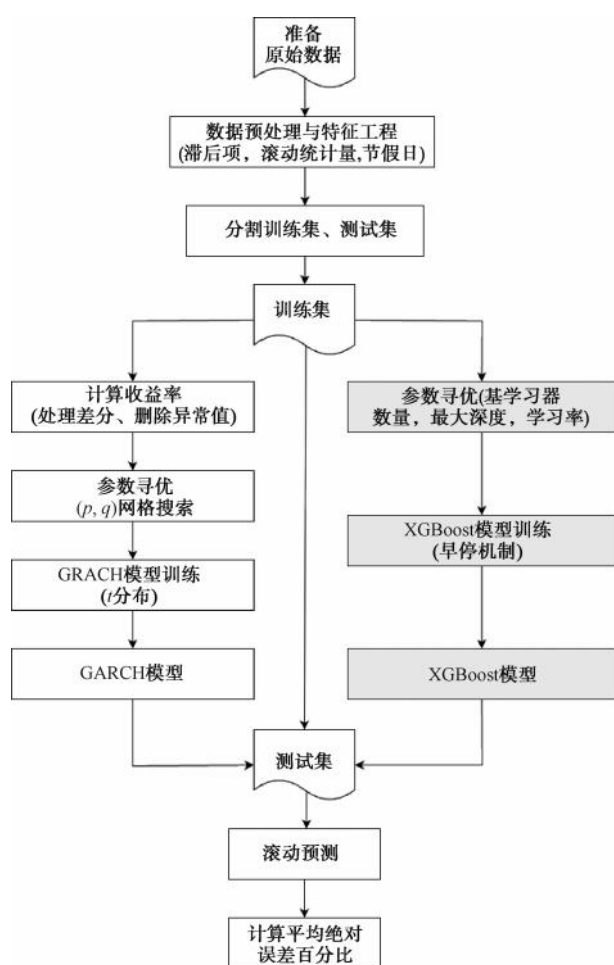 准备
原始数据
数据预处理与特征工程
(滞后项，滚动统计量,节假日)
分割训练集、测试集
训练集
计算收益率
(处理差分、删除异常值)
参数寻优
(p, q)网格搜索
GRACH模型训练
(t分布)
GARCH模型
参数寻优(基学习器
数量，最大深度，学习率)
XGBoost模型训练
(早停机制)
XGBoost模型
测试集
滚动预测
计算平均绝对
误差百分比